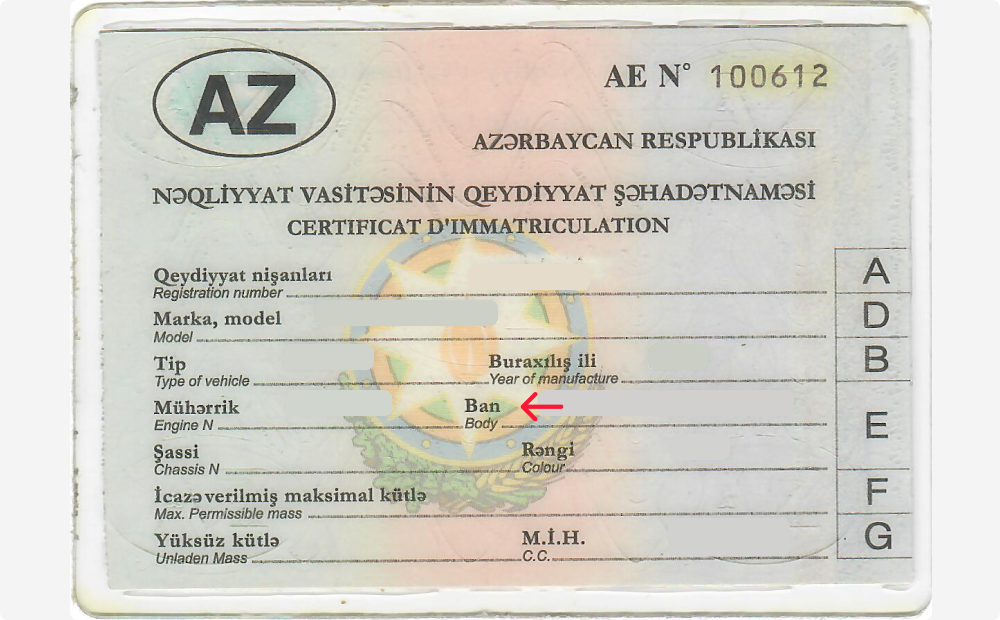 AZ
AE N° 100612
AZƏRBAYCAN RESPUBLİKASI
NƏQLİYYAT VASİTƏSİNİN QEYDİYYAT ŞƏHADƏTNAMƏSİ
CERTIFICAT D'IMMATRICULATION
Qeydiyyat nişanları
Registration number
A
Marka, model
Model
D
Tip
Type of vehicle
Buraxılış ili
Year of manufacture
B
Mühərrik
Engine N
Ban
Body
E
Şassi
Chassis N
Rəngi
Colour
İcazə verilmiş maksimal kütlə
Max. Permissible mass
F
Yüksüz kütlə
Unladen Mass
M.İ.H.
C.C.
G